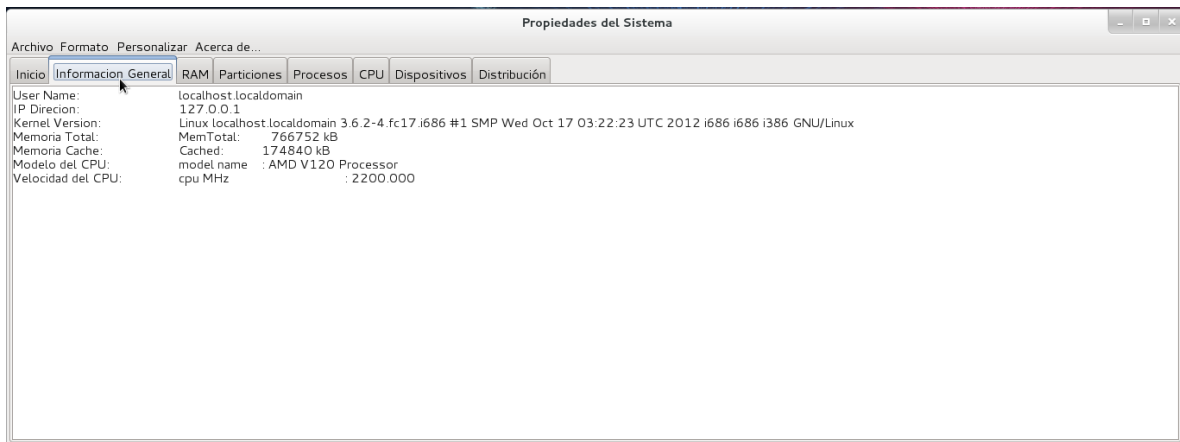 Propiedades del Sistema
Archivo Formato Personalizar Acerca de...
Inicio Informacion General RAM Particiones Procesos CPU Dispositivos Distribución
User Name: localhost.localdomain
IP Direcion: 127.0.0.1
Kernel Version: Linux localhost.localdomain 3.6.2-4.fc17.i686 #1 SMP Wed Oct 17 03:22:23 UTC 2012 i686 i686 i386 GNU/Linux
Memoria Total: MemTotal: 766752 kB
Memoria Cache: Cached: 174840 kB
Modelo del CPU: model name : AMD V120 Processor
Velocidad del CPU: cpu MHz : 2200.000